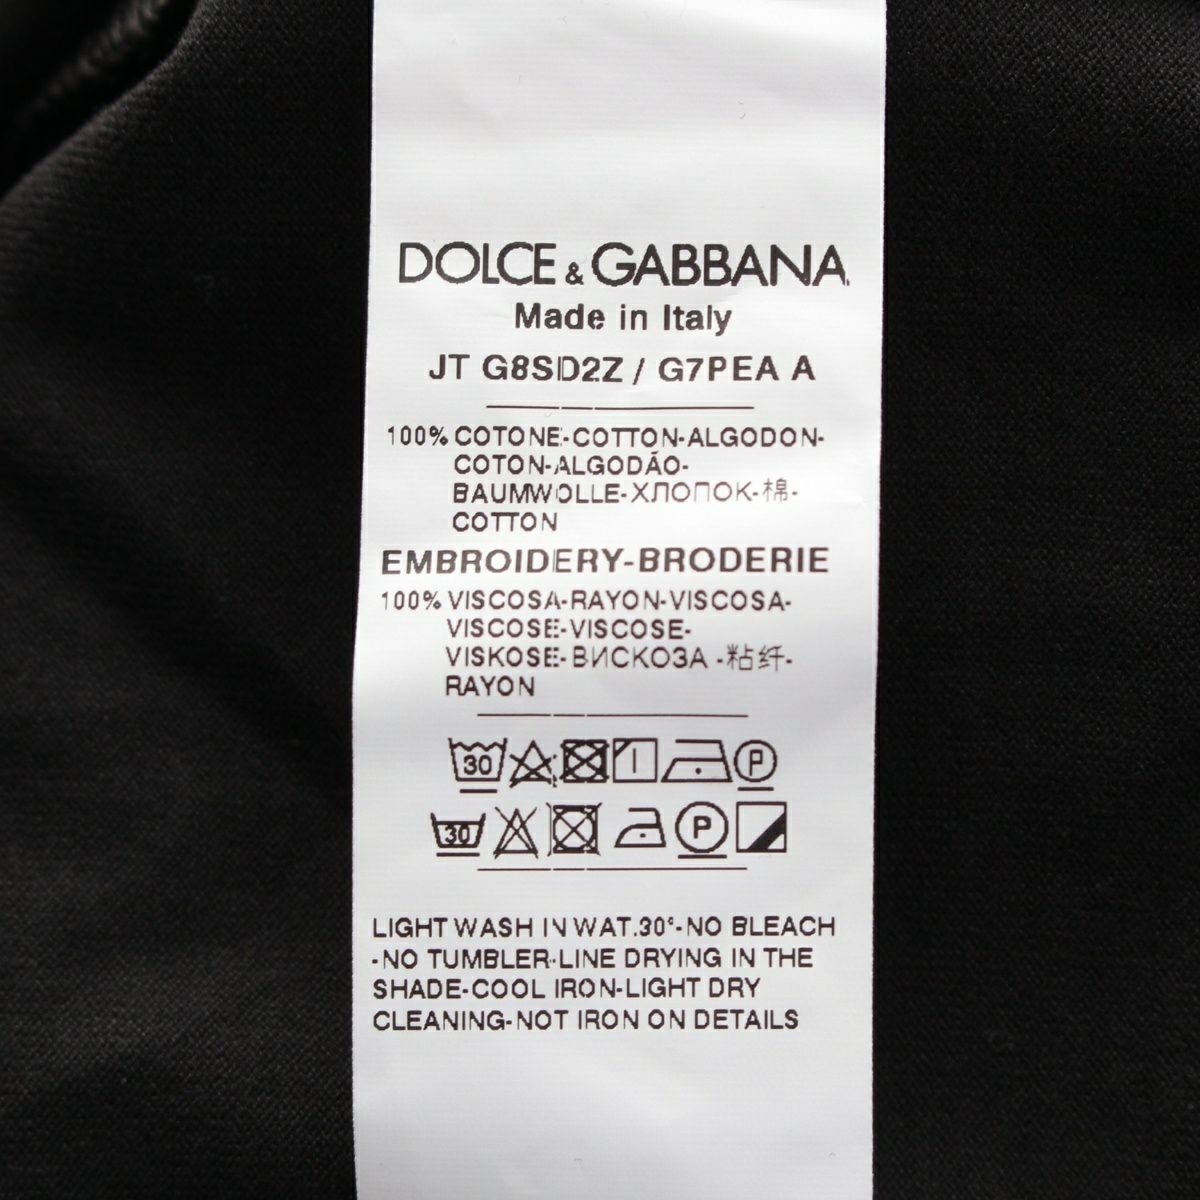 DOLCE & GABBANA
Made in Italy
JT G8SD2Z / G7PEA A
100% COTONE-COTTON-ALGODON-
COTON-ALGODÃO-
BAUMWOLLE-ХЛОПОК-棉-
COTTON
EMBROIDERY-BRODERIE
100% VISCOSA-RAYON-VISCOSA-
VISCOSE-VISCOSE-
VISKOSE-ВИСКОЗА -粘纤-
RAYON
30 P
30 P
LIGHT WASH IN WAT.30°-NO BLEACH
-NO TUMBLER-LINE DRYING IN THE
SHADE-COOL IRON-LIGHT DRY
CLEANING-NOT IRON ON DETAILS